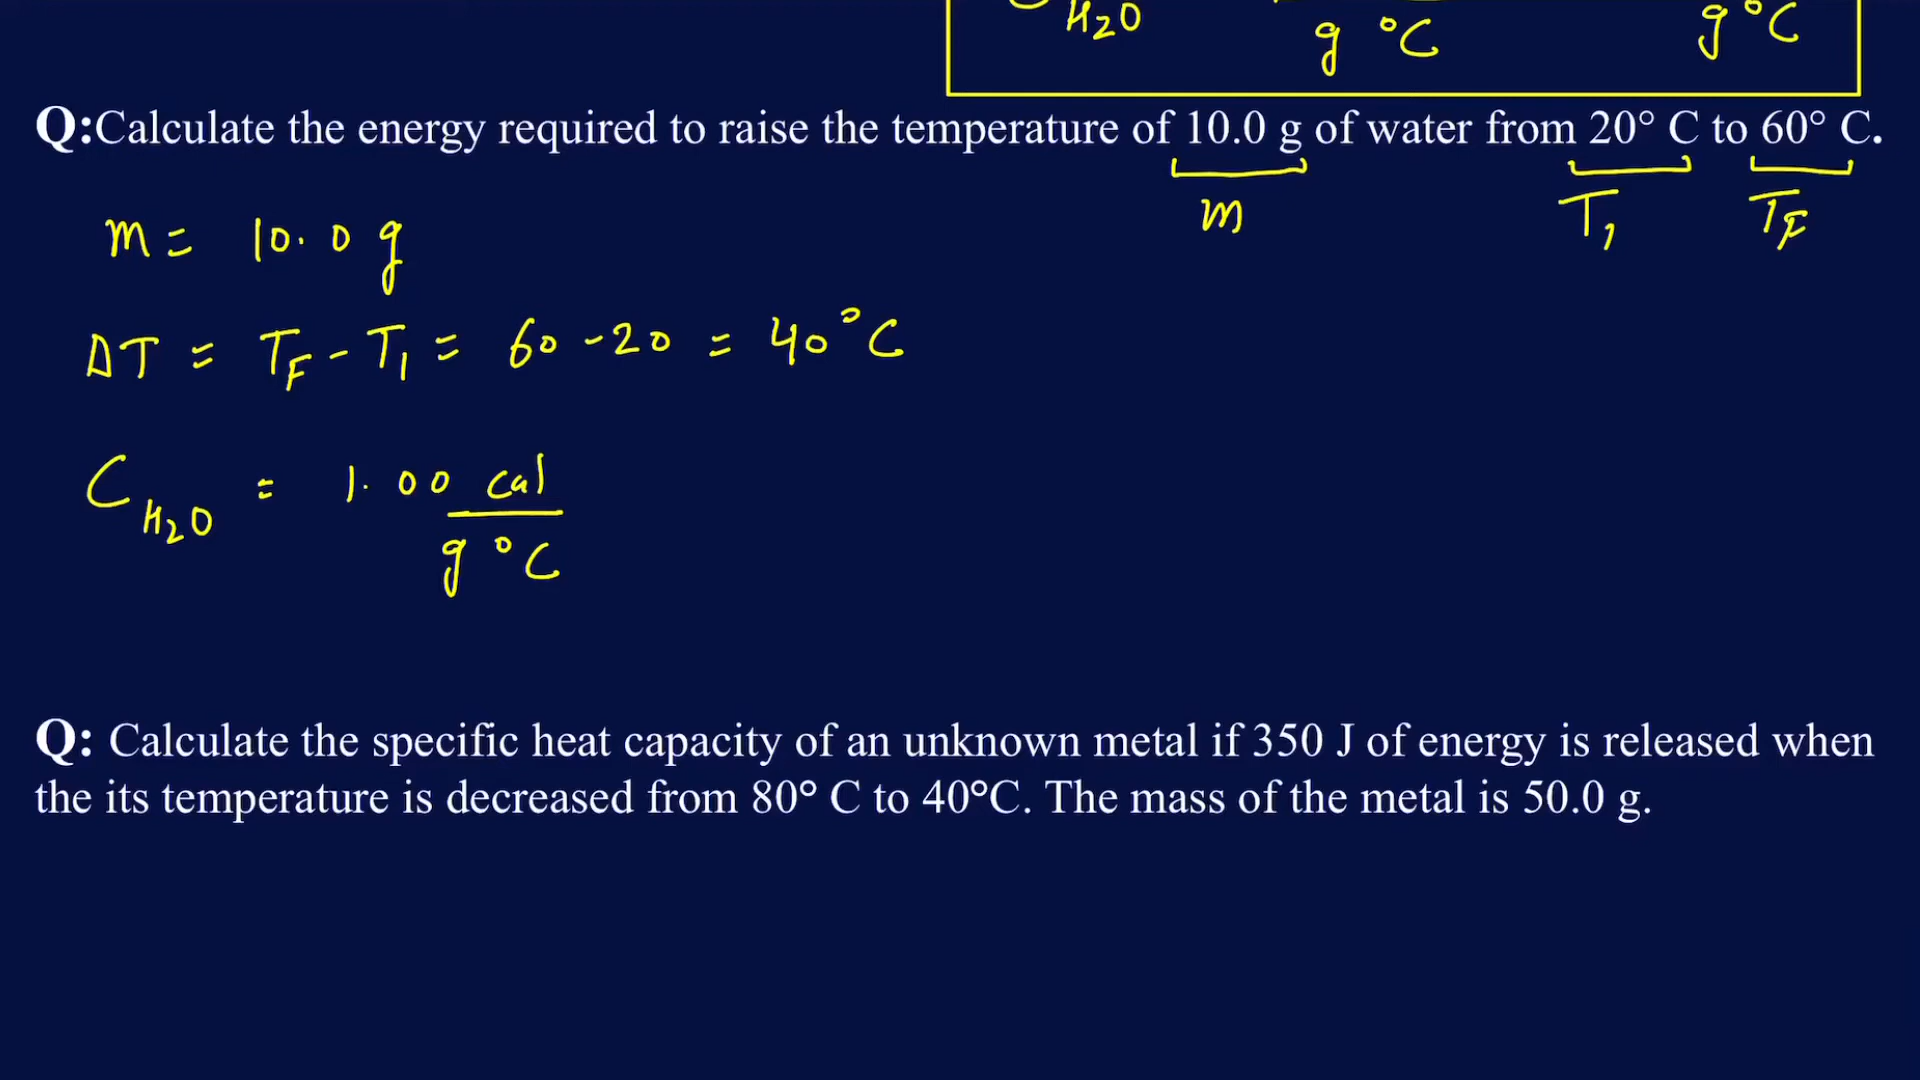 H₂O g °C g °C
Q:Calculate the energy required to raise the temperature of 10.0 g of water from 20° C to 60° C.
m T₁ T_F
m = 10.0 g
ΔT = T_F - T₁ = 60 - 20 = 40°C
C_H₂O = 1.00 cal
g °C
Q: Calculate the specific heat capacity of an unknown metal if 350 J of energy is released when
the its temperature is decreased from 80° C to 40°C. The mass of the metal is 50.0 g.